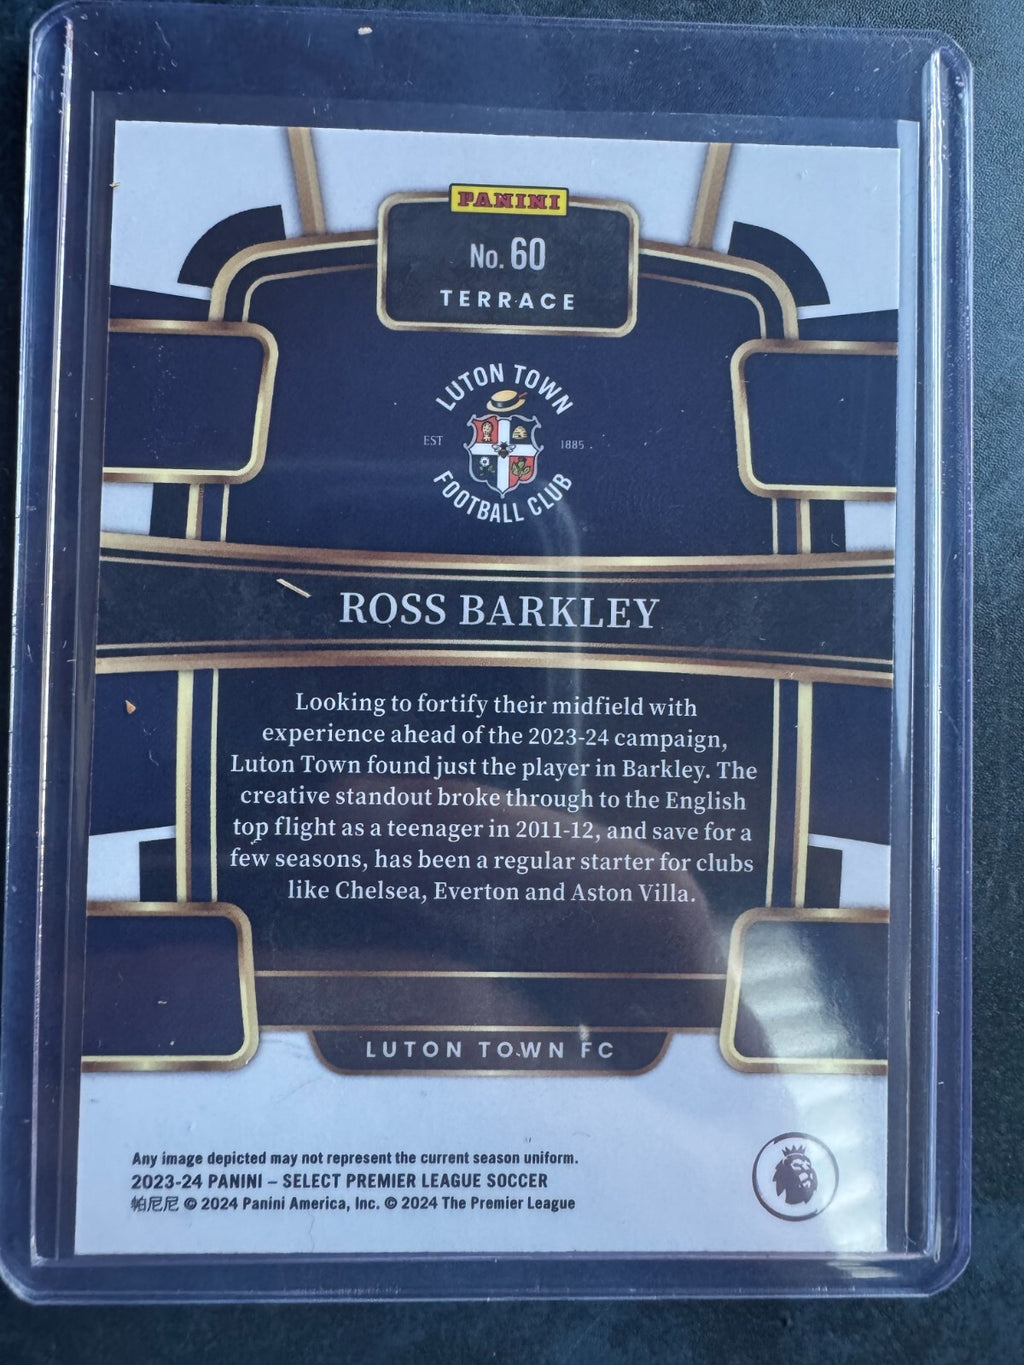 PANINI
No. 60
TERRACE
LUTON TOWN
EST 1885
FOOTBALL CLUB
ROSS BARKLEY
Looking to fortify their midfield with
experience ahead of the 2023-24 campaign,
Luton Town found just the player in Barkley. The
creative standout broke through to the English
top flight as a teenager in 2011-12, and save for a
few seasons, has been a regular starter for clubs
like Chelsea, Everton and Aston Villa.
LUTON TOWN FC
Any image depicted may not represent the current season uniform.
2023-24 PANINI – SELECT PREMIER LEAGUE SOCCER
帕尼尼 © 2024 Panini America, Inc. © 2024 The Premier League